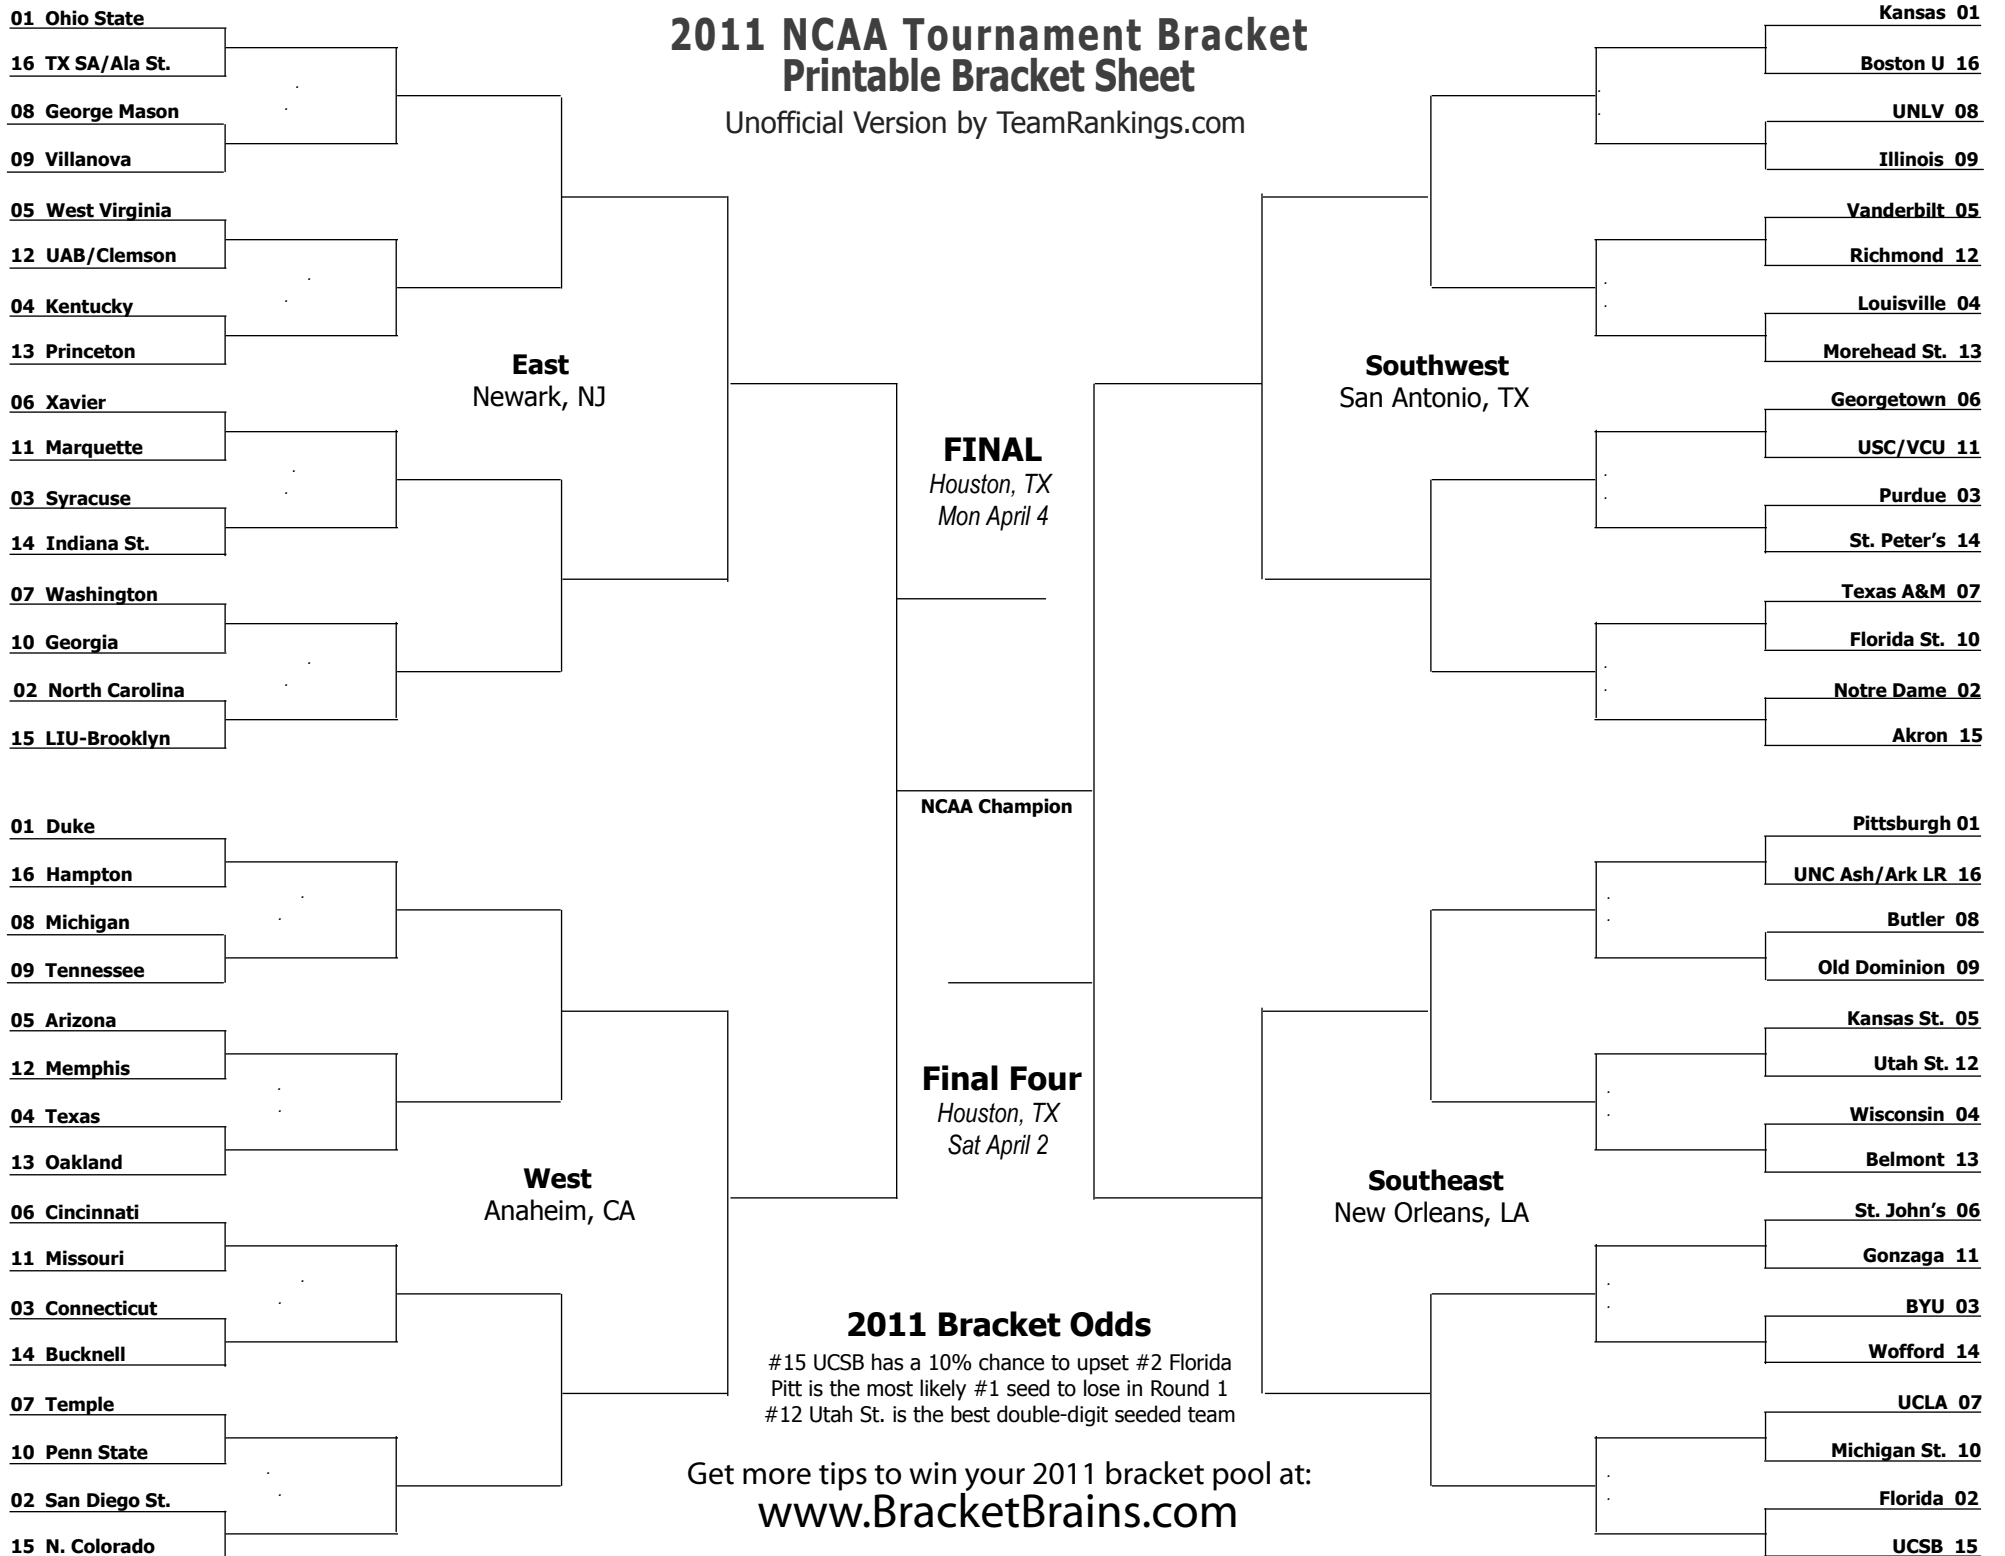 2011 NCAA Tournament Bracket
Printable Bracket Sheet
Unofficial Version by TeamRankings.com
01 Ohio State
16 TX SA/Ala St.
08 George Mason
09 Villanova
05 West Virginia
12 UAB/Clemson
04 Kentucky
13 Princeton
06 Xavier
11 Marquette
03 Syracuse
14 Indiana St.
07 Washington
10 Georgia
02 North Carolina
15 LIU-Brooklyn
East
Newark, NJ
01 Duke
16 Hampton
08 Michigan
09 Tennessee
05 Arizona
12 Memphis
04 Texas
13 Oakland
06 Cincinnati
11 Missouri
03 Connecticut
14 Bucknell
07 Temple
10 Penn State
02 San Diego St.
15 N. Colorado
West
Anaheim, CA
FINAL
Houston, TX
Mon April 4
NCAA Champion
Final Four
Houston, TX
Sat April 2
2011 Bracket Odds
#15 UCSB has a 10% chance to upset #2 Florida
Pitt is the most likely #1 seed to lose in Round 1
#12 Utah St. is the best double-digit seeded team
Get more tips to win your 2011 bracket pool at:
www.BracketBrains.com
Kansas 01
Boston U 16
UNLV 08
Illinois 09
Vanderbilt 05
Richmond 12
Louisville 04
Morehead St. 13
Georgetown 06
USC/VCU 11
Purdue 03
St. Peter’s 14
Texas A&M 07
Florida St. 10
Notre Dame 02
Akron 15
Southwest
San Antonio, TX
Pittsburgh 01
UNC Ash/Ark LR 16
Butler 08
Old Dominion 09
Kansas St. 05
Utah St. 12
Wisconsin 04
Belmont 13
St. John’s 06
Gonzaga 11
BYU 03
Wofford 14
UCLA 07
Michigan St. 10
Florida 02
UCSB 15
Southeast
New Orleans, LA